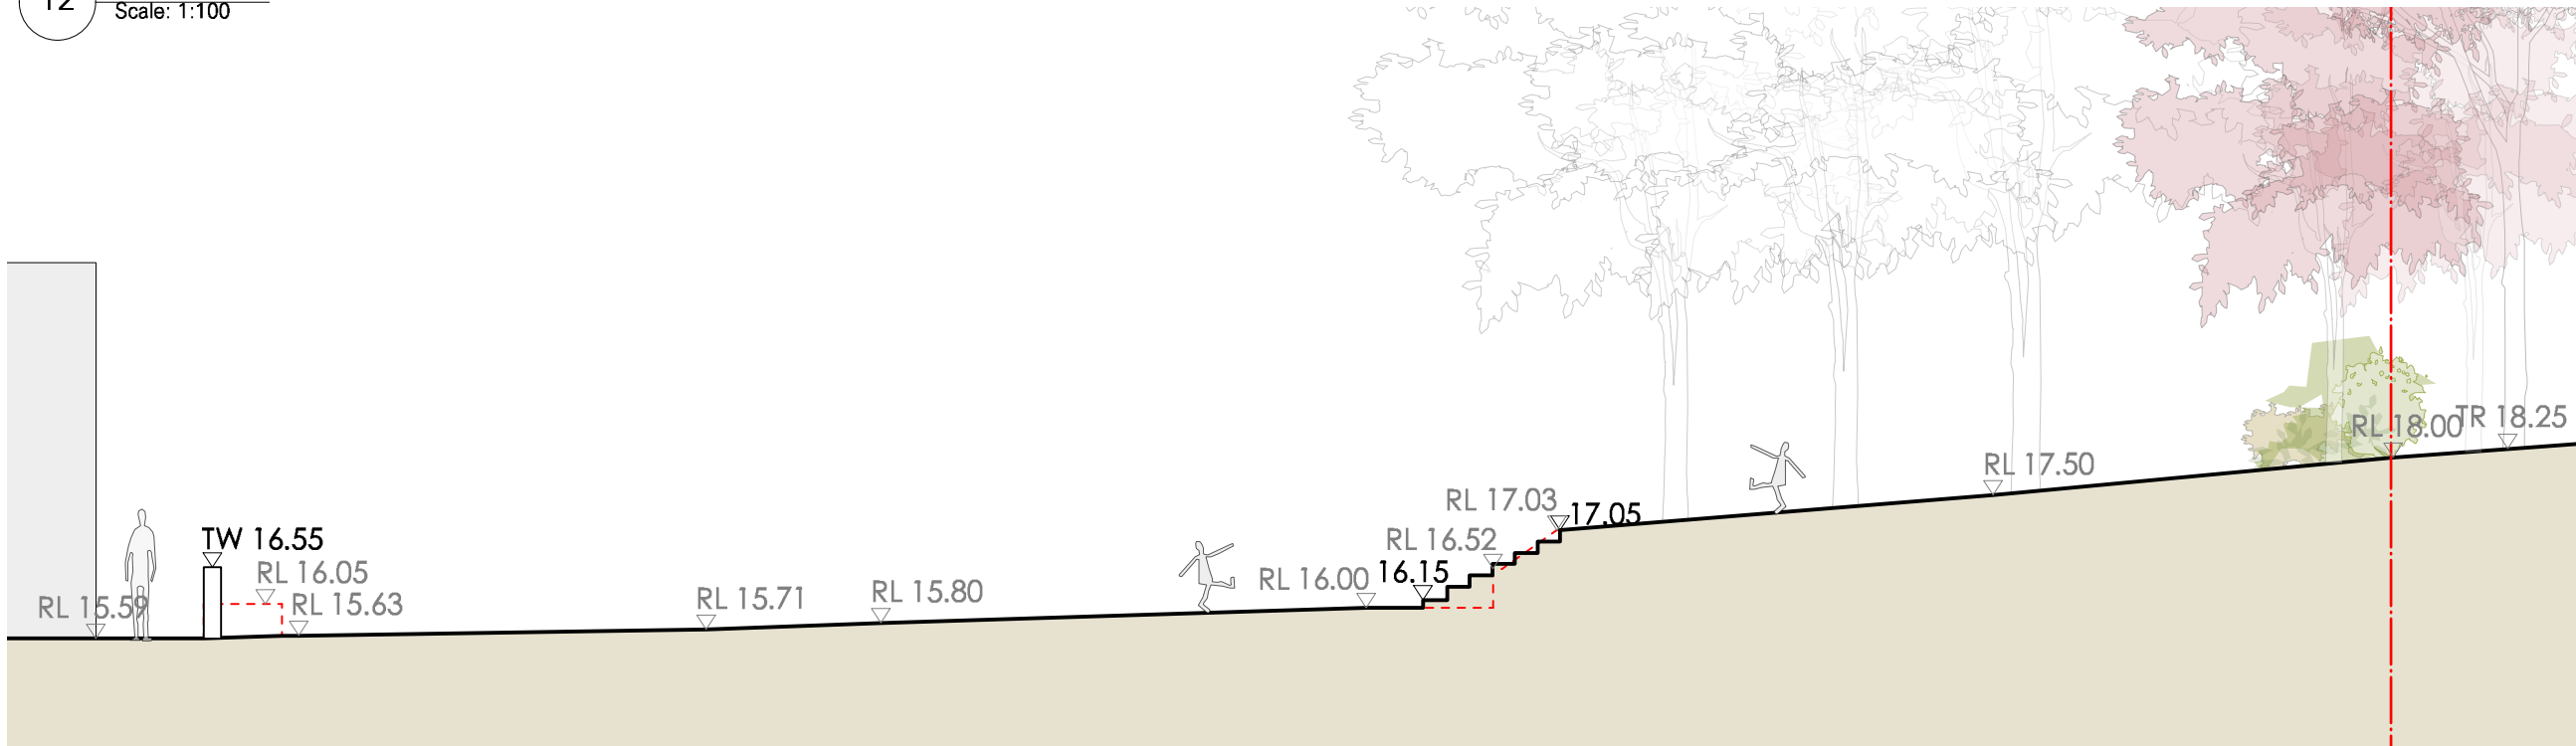 12
Scale: 1:100
RL 15.59
TW 16.55
RL 16.05
RL 15.63
RL 15.71
RL 15.80
RL 16.00
16.15
RL 16.52
RL 17.03
17.05
RL 17.50
RL 18.00
TR 18.25